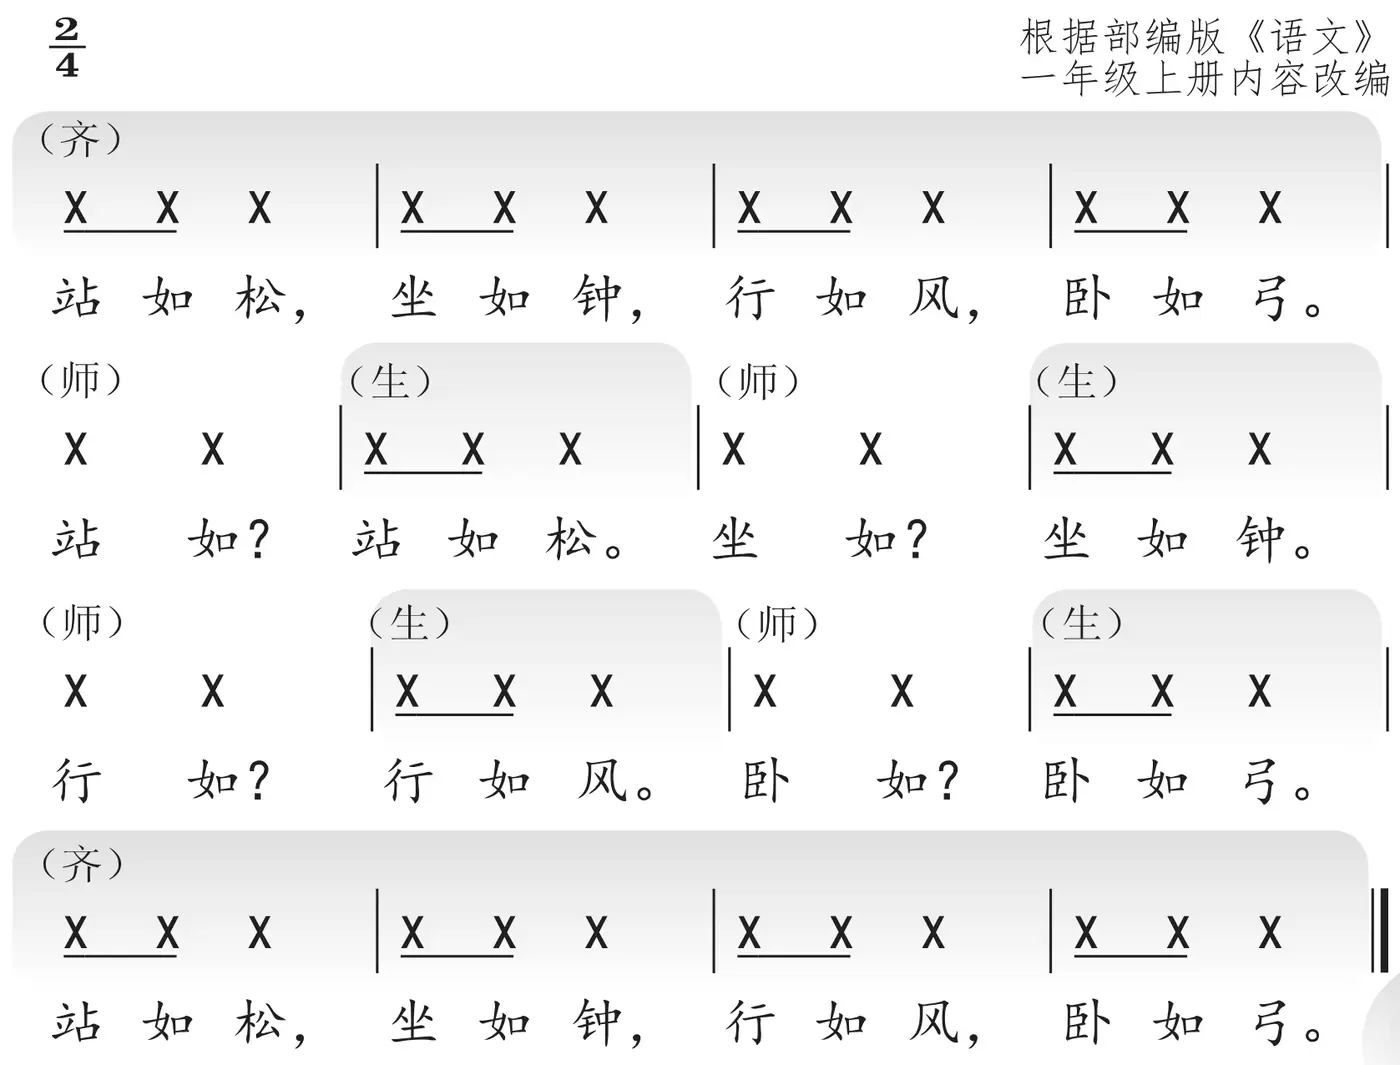 2
4
根据部编版《语文》
一年级上册内容改编
（齐）
X X X | X X X | X X X | X X X |
站 如 松， 坐 如 钟， 行 如 风， 卧 如 弓。
（师） （生） （师） （生）
X X | X X X | X X | X X X |
站 如？ 站 如 松。 坐 如？ 坐 如 钟。
（师） （生） （师） （生）
X X | X X X | X X | X X X |
行 如？ 行 如 风。 卧 如？ 卧 如 弓。
（齐）
X X X | X X X | X X X | X X X ‖
站 如 松， 坐 如 钟， 行 如 风， 卧 如 弓。